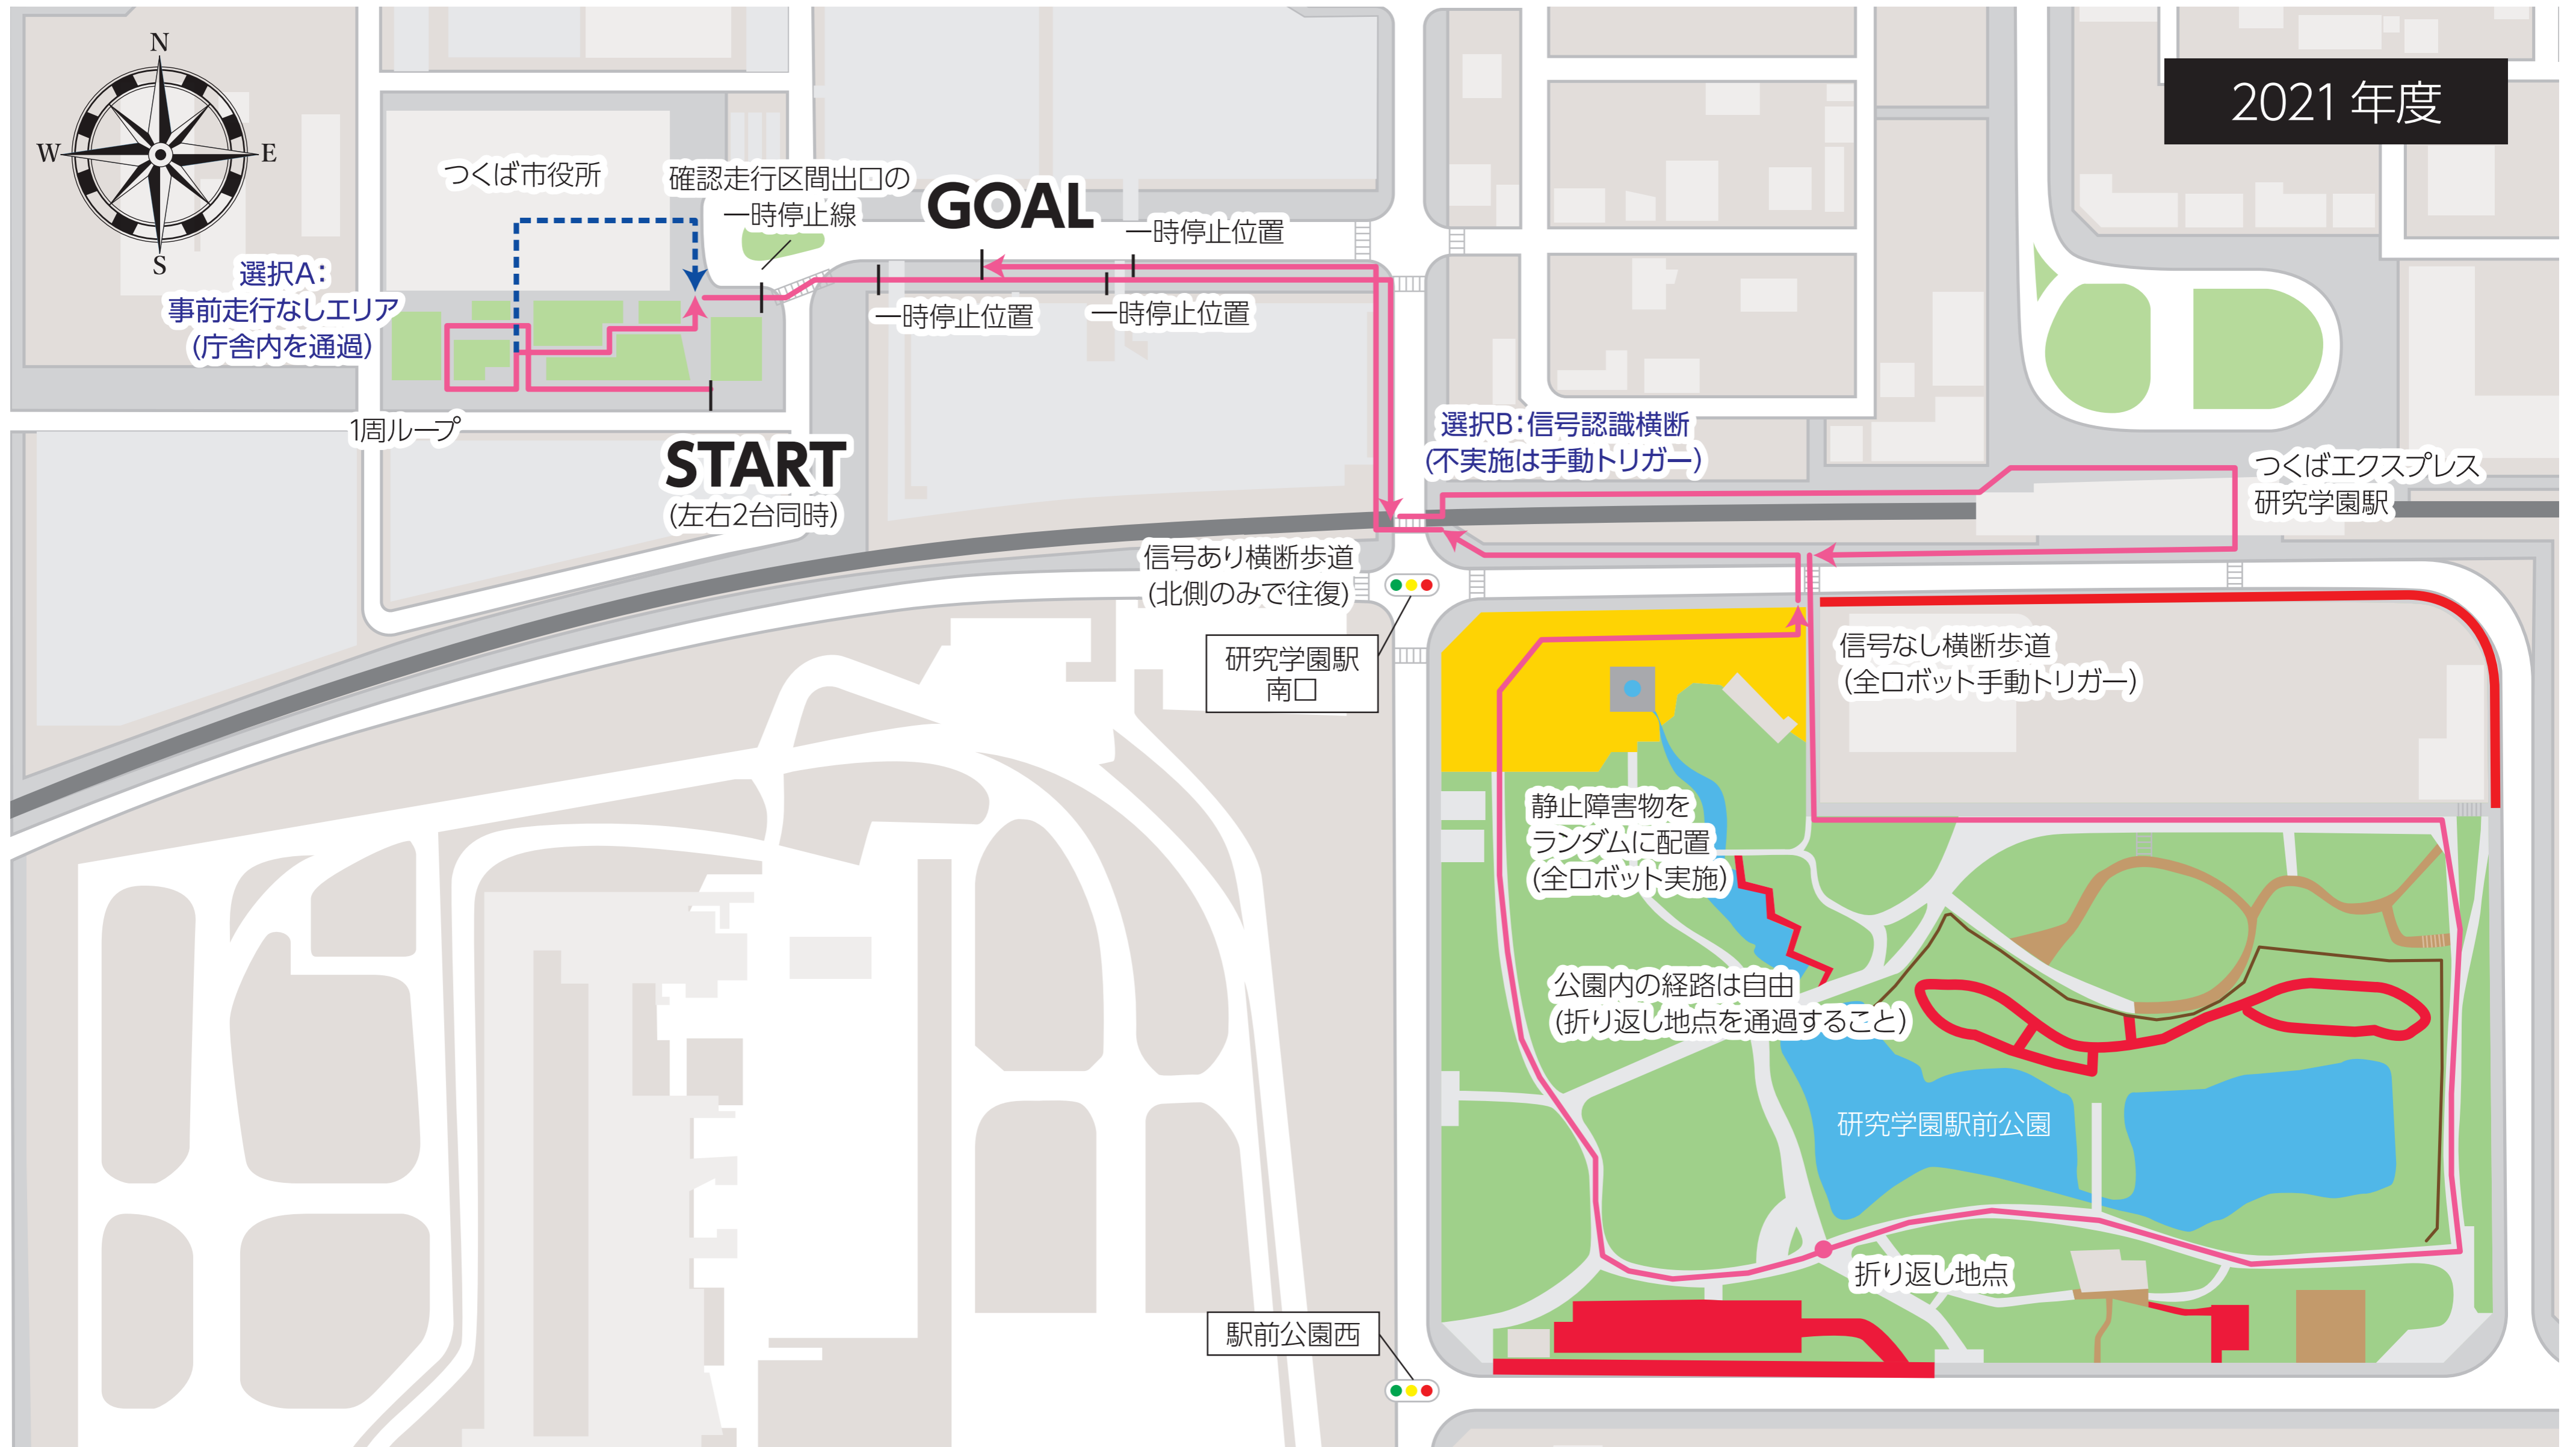 N
W
E
S
2021 年度
つくば市役所
確認走行区間出口の
一時停止線
GOAL
一時停止位置
選択A：
事前走行なしエリア
(庁舎内を通過)
一時停止位置
一時停止位置
1周ループ
START
(左右2台同時)
選択B：信号認識横断
(不実施は手動トリガー)
つくばエクスプレス
研究学園駅
信号あり横断歩道
(北側のみで往復)
研究学園駅
南口
信号なし横断歩道
(全ロボット手動トリガー)
静止障害物を
ランダムに配置
(全ロボット実施)
公園内の経路は自由
(折り返し地点を通過すること)
研究学園駅前公園
折り返し地点
駅前公園西